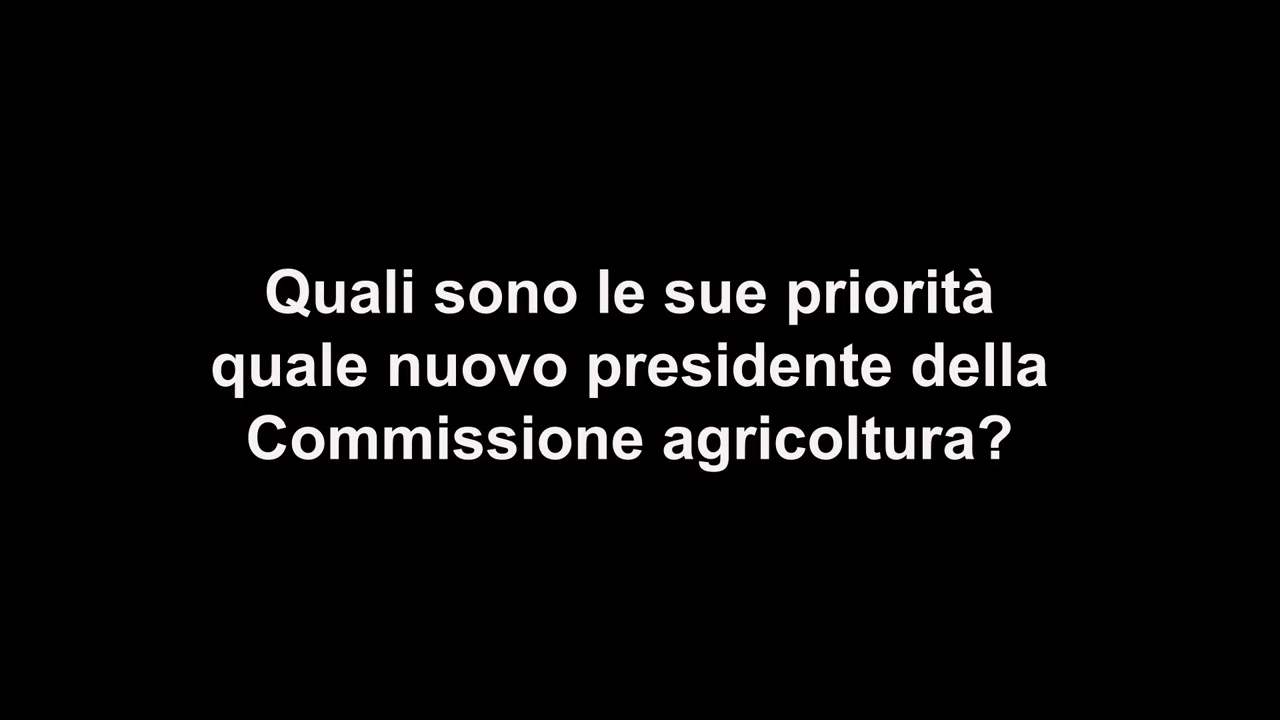 Quali sono le sue priorità
quale nuovo presidente della
Commissione agricoltura?